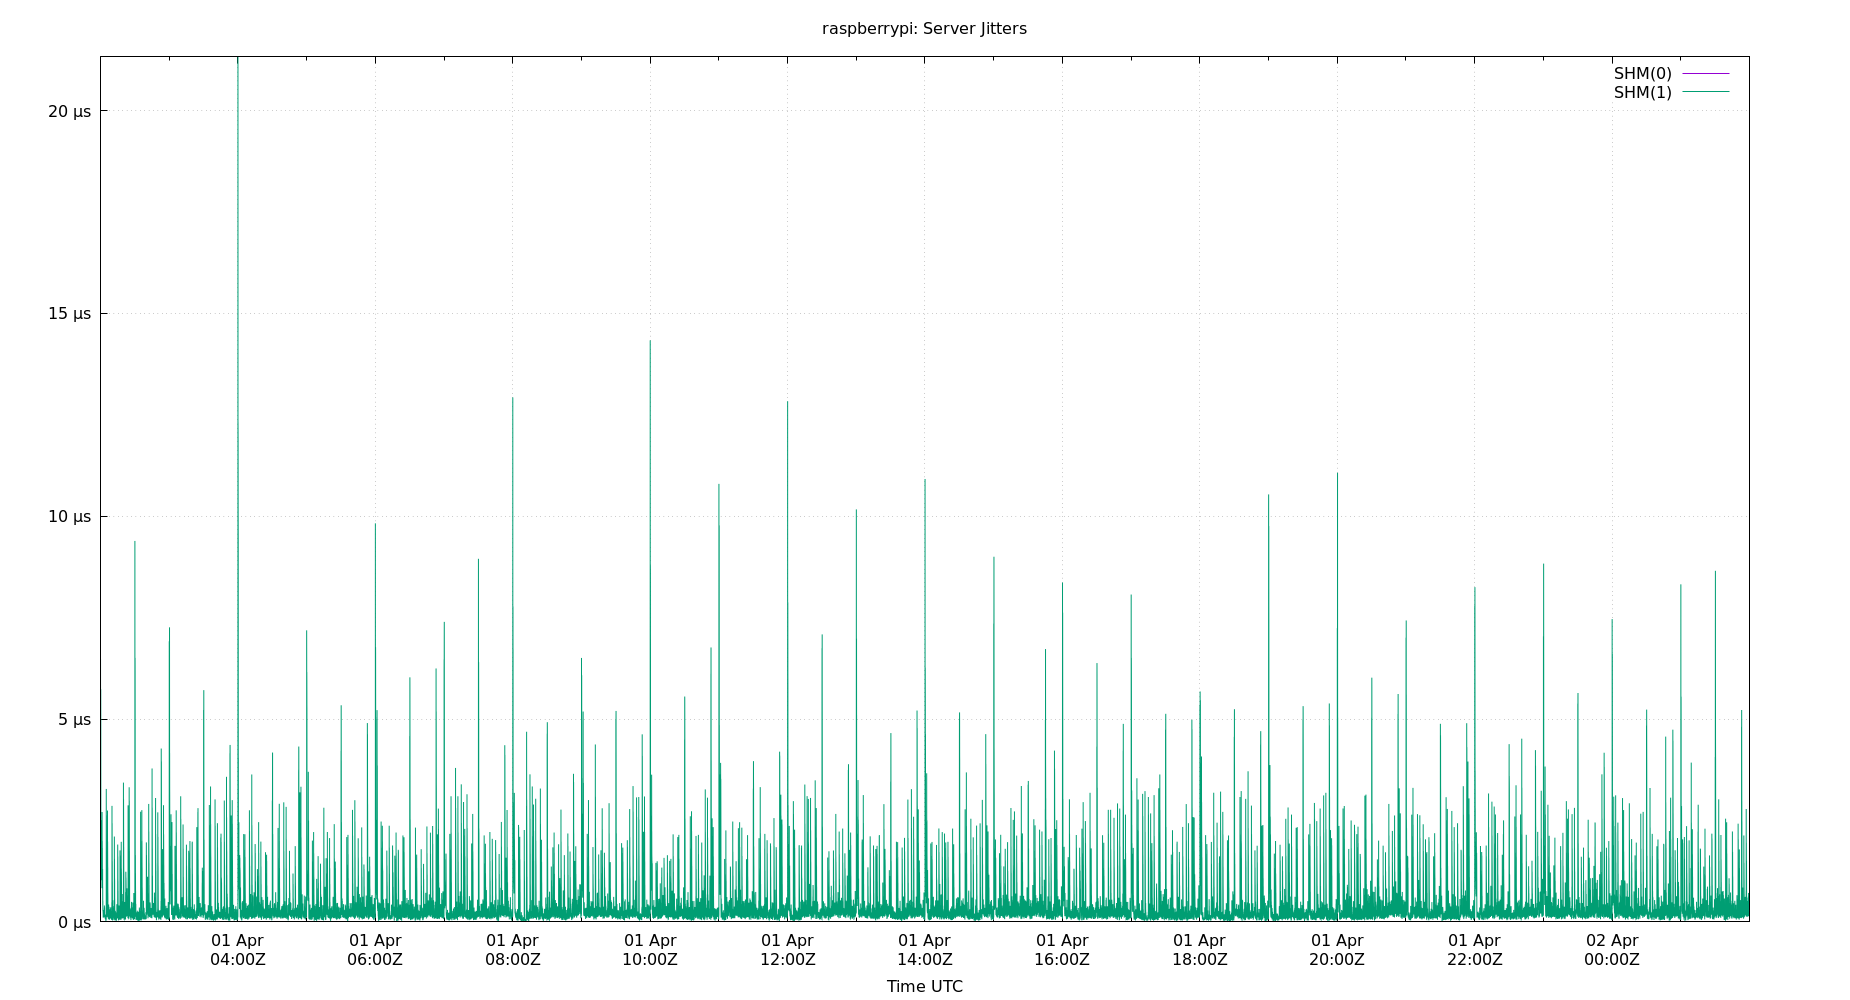 raspberrypi: Server Jitters
SHM(0)
SHM(1)
20 µs
15 µs
10 µs
5 µs
0 µs
01 Apr 01 Apr 01 Apr 01 Apr 01 Apr 01 Apr 01 Apr 01 Apr 01 Apr 01 Apr 02 Apr
04:00Z 06:00Z 08:00Z 10:00Z 12:00Z 14:00Z 16:00Z 18:00Z 20:00Z 22:00Z 00:00Z
Time UTC